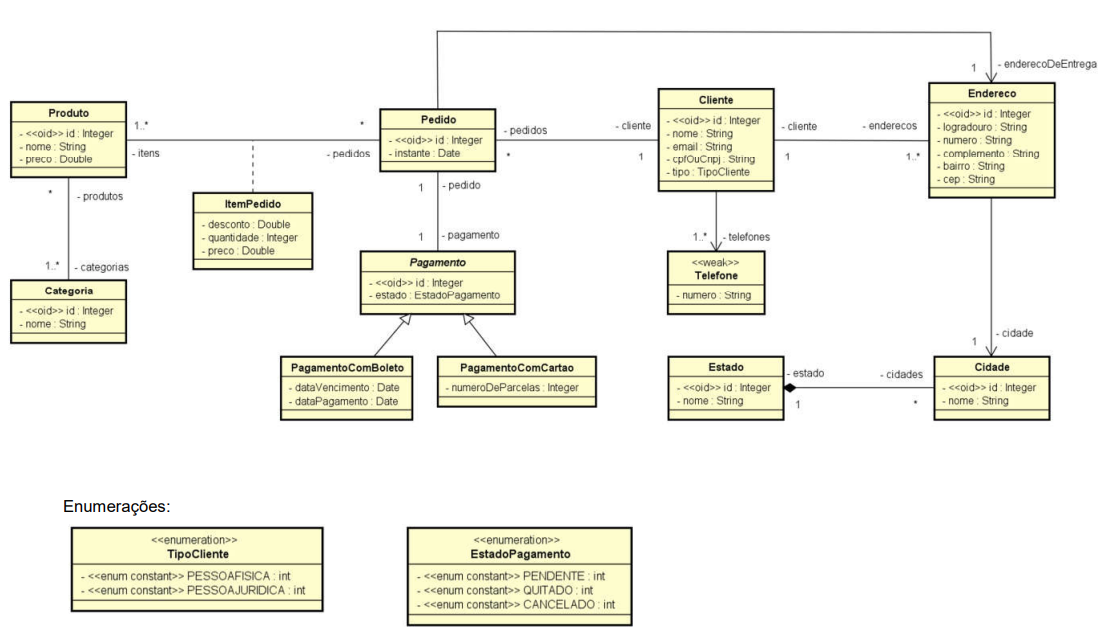 1
- enderecoDeEntrega
Produto
- <<oid>> id : Integer
- nome : String
- preco : Double
1..*
- itens
*
- pedidos
Pedido
- <<oid>> id : Integer
- instante : Date
- pedidos
*
- cliente
1
Cliente
- <<oid>> id : Integer
- nome : String
- email : String
- cpfOuCnpj : String
- tipo : TipoCliente
- cliente
1
- enderecos
1..*
Endereco
- <<oid>> id : Integer
- logradouro : String
- numero : String
- complemento : String
- bairro : String
- cep : String
*
- produtos
1..*
- categorias
Categoria
- <<oid>> id : Integer
- nome : String
ItemPedido
- desconto : Double
- quantidade : Integer
- preco : Double
1
- pedido
1
- pagamento
Pagamento
- <<oid>> id : Integer
- estado : EstadoPagamento
1..*
- telefones
<<weak>>
Telefone
- numero : String
1
- cidade
PagamentoComBoleto
- dataVencimento : Date
- dataPagamento : Date
PagamentoComCartao
- numeroDeParcelas : Integer
Estado
- <<oid>> id : Integer
- nome : String
- estado
1
- cidades
*
Cidade
- <<oid>> id : Integer
- nome : String
Enumerações:
<<enumeration>>
TipoCliente
- <<enum constant>> PESSOAFISICA : int
- <<enum constant>> PESSOAJURIDICA : int
<<enumeration>>
EstadoPagamento
- <<enum constant>> PENDENTE : int
- <<enum constant>> QUITADO : int
- <<enum constant>> CANCELADO : int